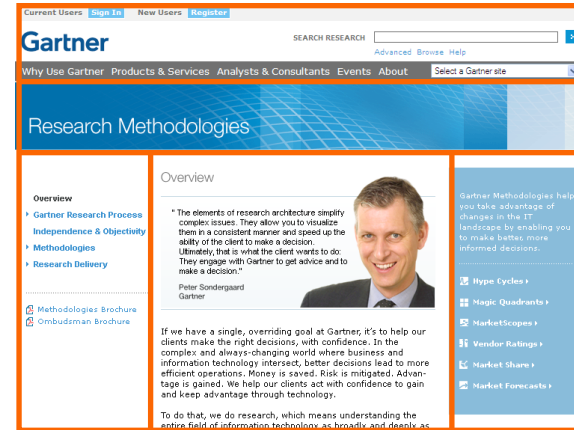 Current Users Sign In New Users Register
Gartner
SEARCH RESEARCH
Advanced Browse Help
Why Use Gartner Products & Services Analysts & Consultants Events About Select a Gartner site
Research Methodologies
Overview
Gartner Research Process
Independence & Objectivity
Methodologies
Research Delivery
Methodologies Brochure
Ombudsman Brochure
Overview
" The elements of research architecture simplify
complex issues. They allow you to visualize
them in a consistent manner and speed up the
ability of the client to make a decision.
Ultimately, that is what the client wants to do:
They engage with Gartner to get advice and to
make a decision."
Peter Sondergaard
Gartner
If we have a single, overriding goal at Gartner, it's to help our
clients make the right decisions, with confidence. In the
complex and always-changing world where business and
information technology intersect, better decisions lead to more
efficient operations. Money is saved. Risk is mitigated. Advan-
tage is gained. We help our clients act with confidence to gain
and keep advantage through technology.
To do that, we do research, which means understanding the
entire field of information technology as broadly and deeply as
Gartner Methodologies help
you take advantage of
changes in the IT
landscape by enabling you
to make better, more
informed decisions.
Hype Cycles
Magic Quadrants
MarketScopes
Vendor Ratings
Market Share
Market Forecasts